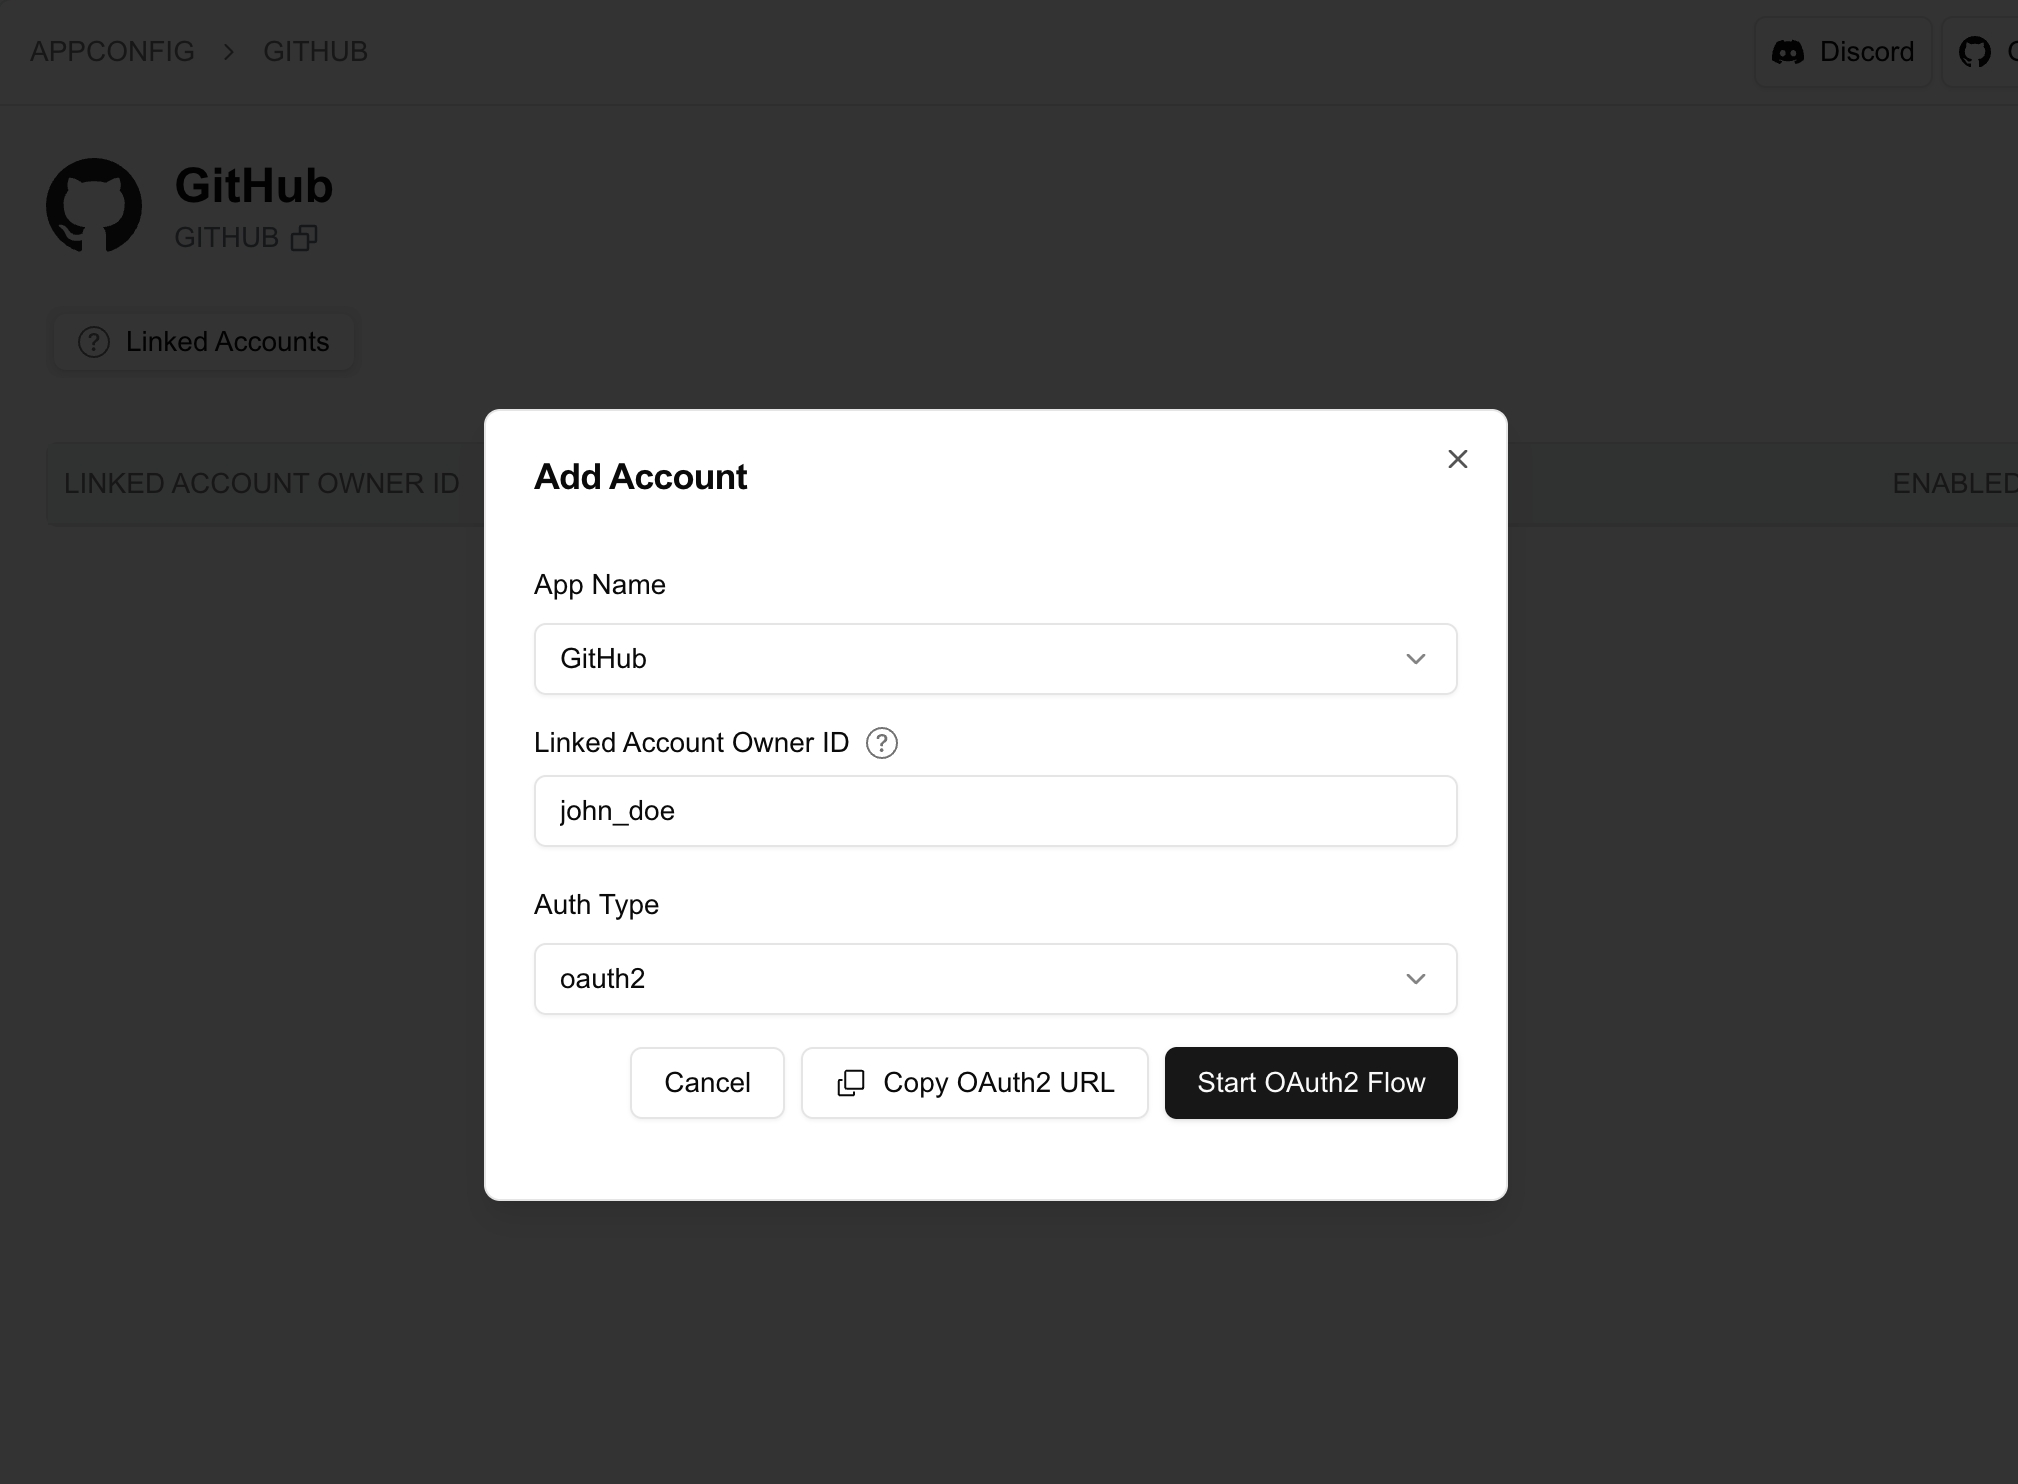 APPCONFIG > GITHUB
Discord
GitHub
GITHUB
Linked Accounts
LINKED ACCOUNT OWNER ID
ENABLED
Add Account
App Name
GitHub
Linked Account Owner ID
john_doe
Auth Type
oauth2
Cancel
Copy OAuth2 URL
Start OAuth2 Flow